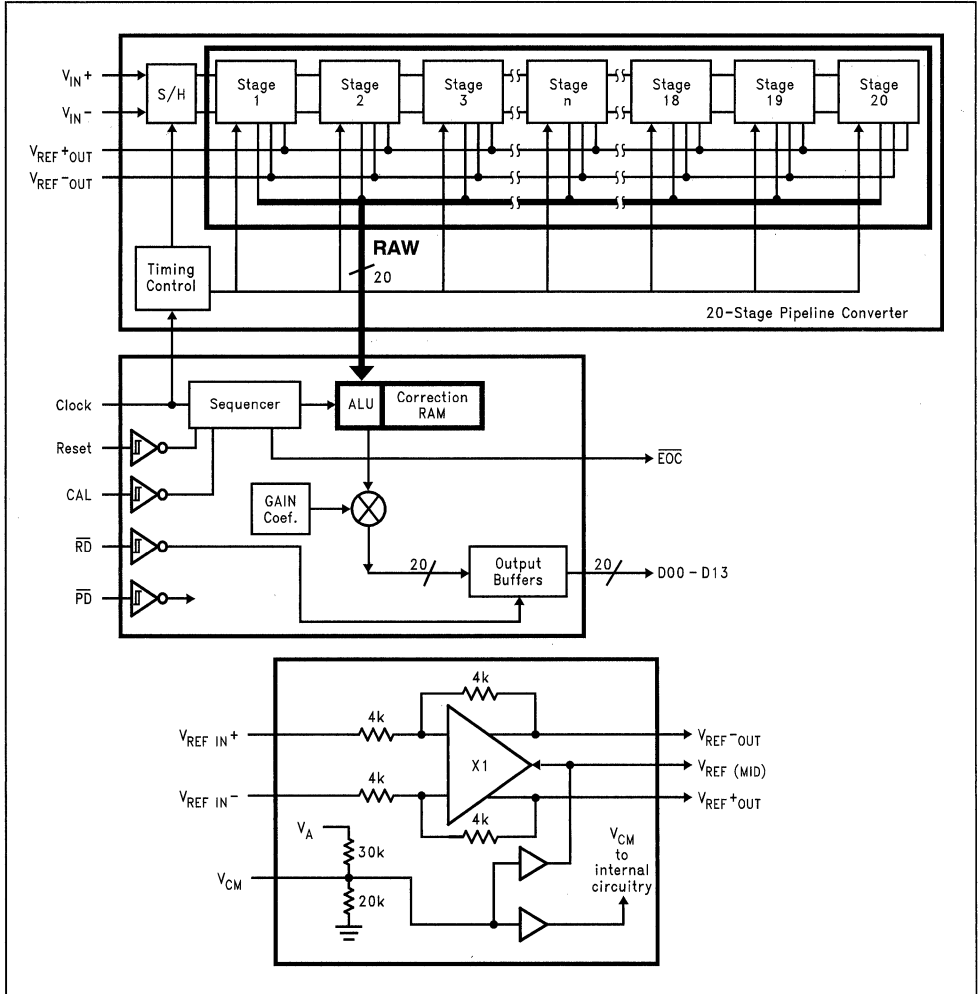 V_IN+
V_IN-
S/H
Stage 1
Stage 2
Stage 3
Stage n
Stage 18
Stage 19
Stage 20
V_REF+OUT
V_REF-OUT
RAW
20
Timing Control
20-Stage Pipeline Converter
Clock
Sequencer
ALU
Correction RAM
Reset
E̅O̅C̅
CAL
GAIN Coef.
R̅D̅
20
Output Buffers
20
D00-D13
P̅D̅
4k
V_REF IN+
4k
V_REF-OUT
X1
V_REF (MID)
V_REF IN-
4k
V_REF+OUT
4k
V_A
30k
V_CM
20k
V_CM to internal circuitry